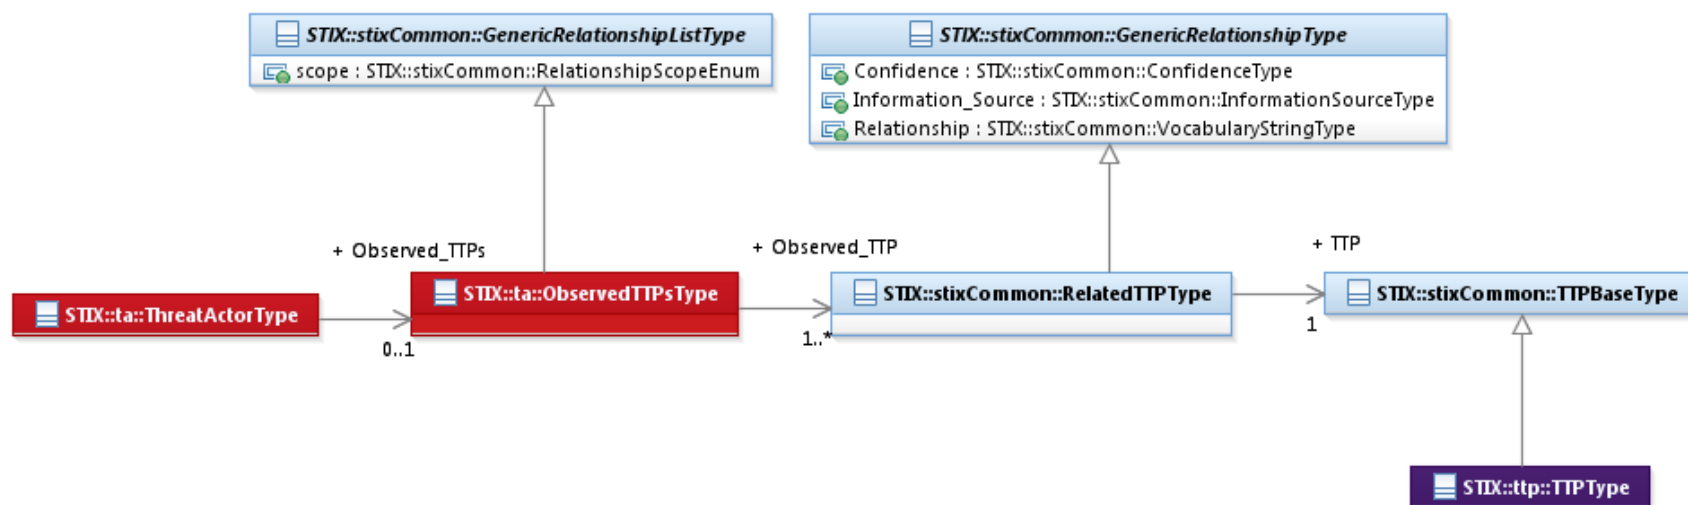 STIX::stixCommon::GenericRelationshipListType
scope : STIX::stixCommon::RelationshipScopeEnum
STIX::stixCommon::GenericRelationshipType
Confidence : STIX::stixCommon::ConfidenceType
Information_Source : STIX::stixCommon::InformationSourceType
Relationship : STIX::stixCommon::VocabularyStringType
+ Observed_TTPs
+ Observed_TTP
+ TTP
STIX::ta::ThreatActorType
0..1
STIX::ta::ObservedTTPsType
1..*
STIX::stixCommon::RelatedTTPType
1
STIX::stixCommon::TTPBaseType
STIX::ttp::TTPType